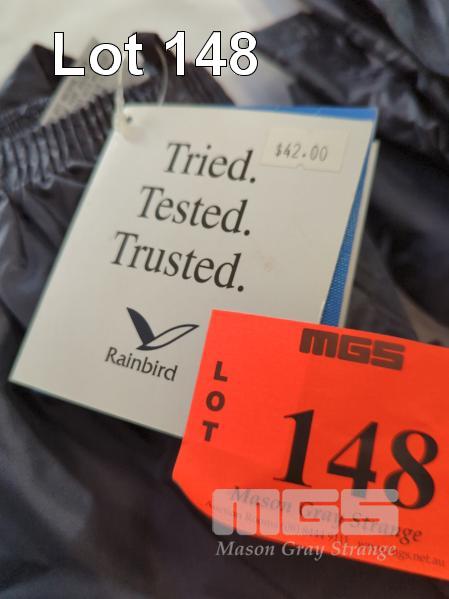 Lot 148
$42.00
Tried.
Tested.
Trusted.
Rainbird
MGS
LOT
148
Mason Gray Strange
MGS
Mason Gray Strange